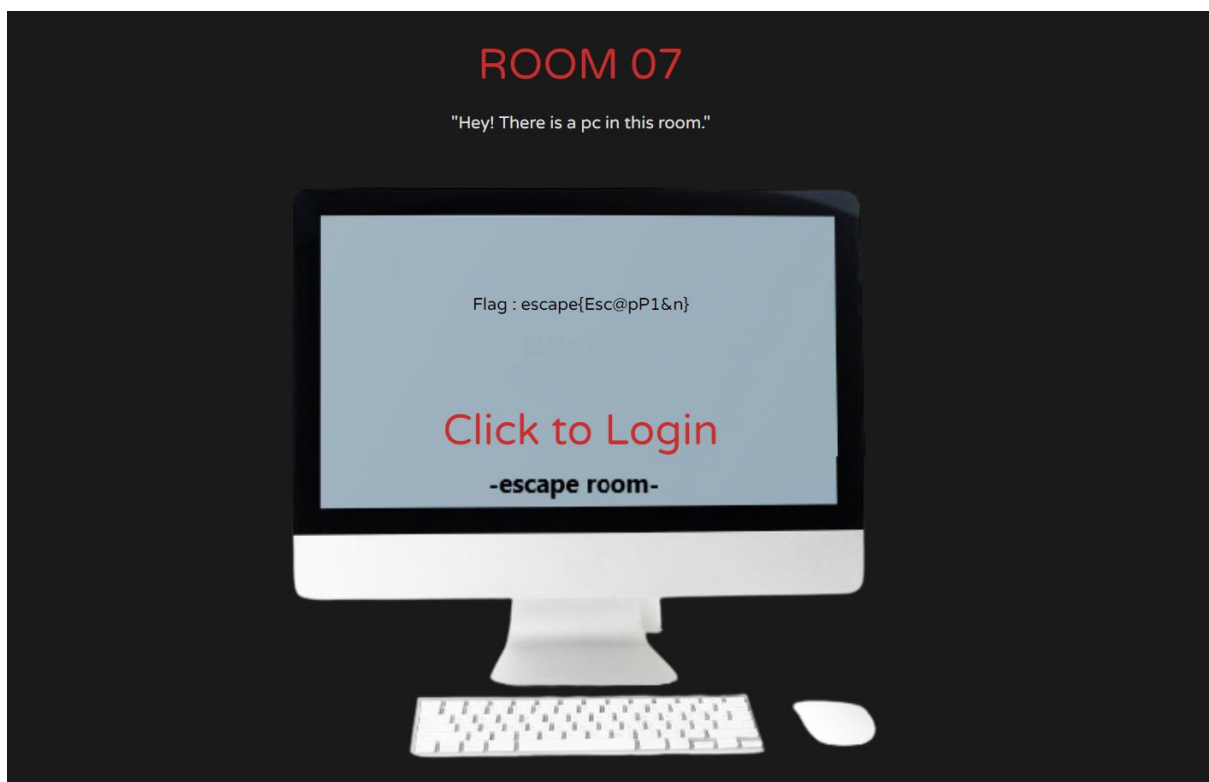 ROOM 07
"Hey! There is a pc in this room."
Flag : escape{Esc@pP1&n}
Click to Login
-escape room-